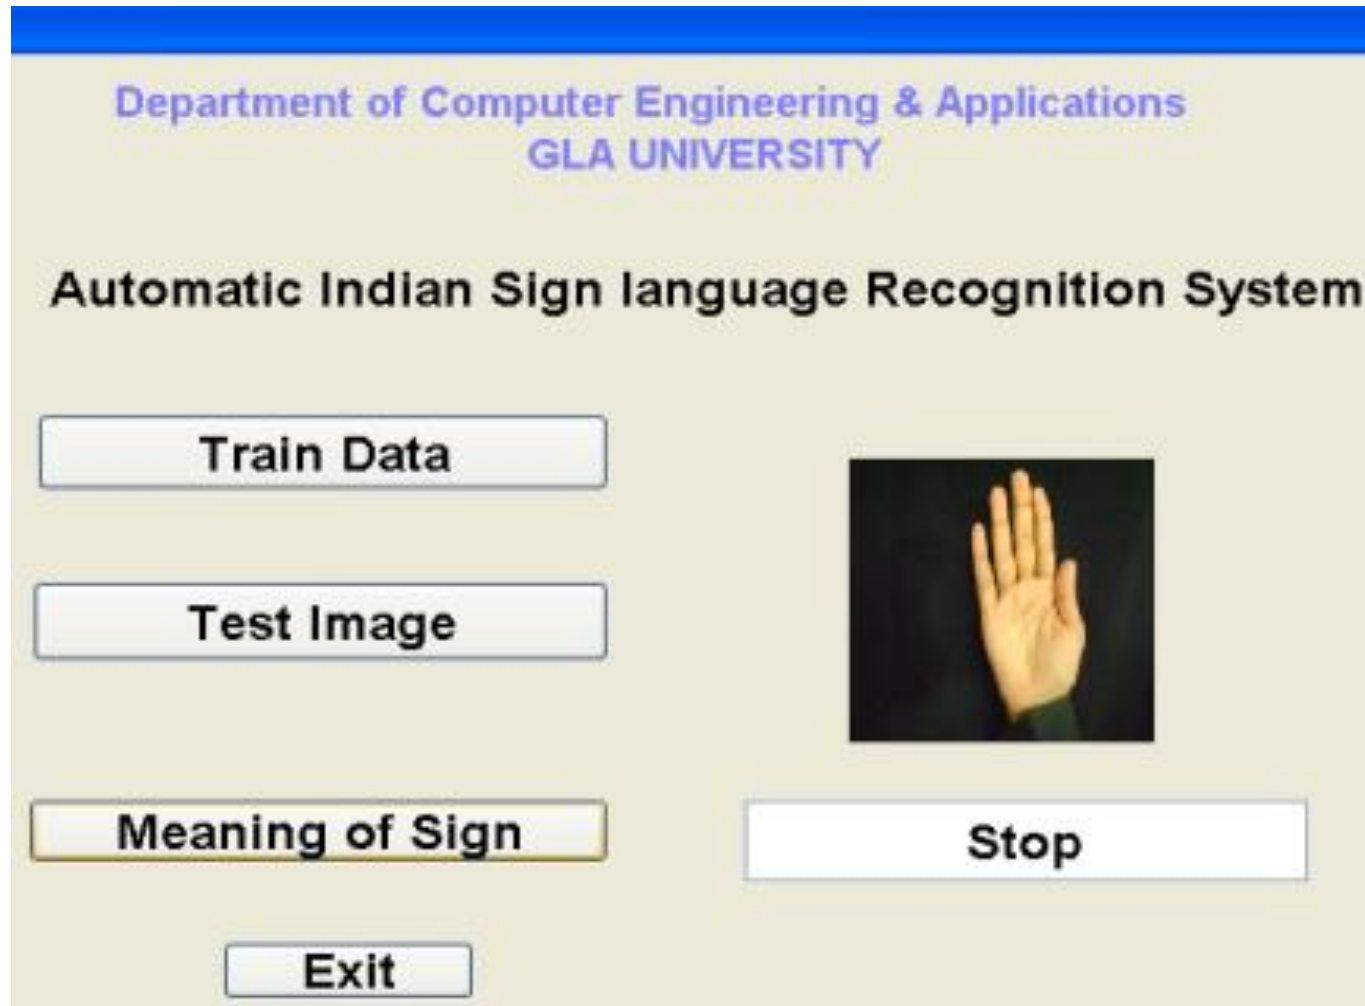 Department of Computer Engineering & Applications
GLA UNIVERSITY
Automatic Indian Sign language Recognition System
Train Data
Test Image
Meaning of Sign
Stop
Exit